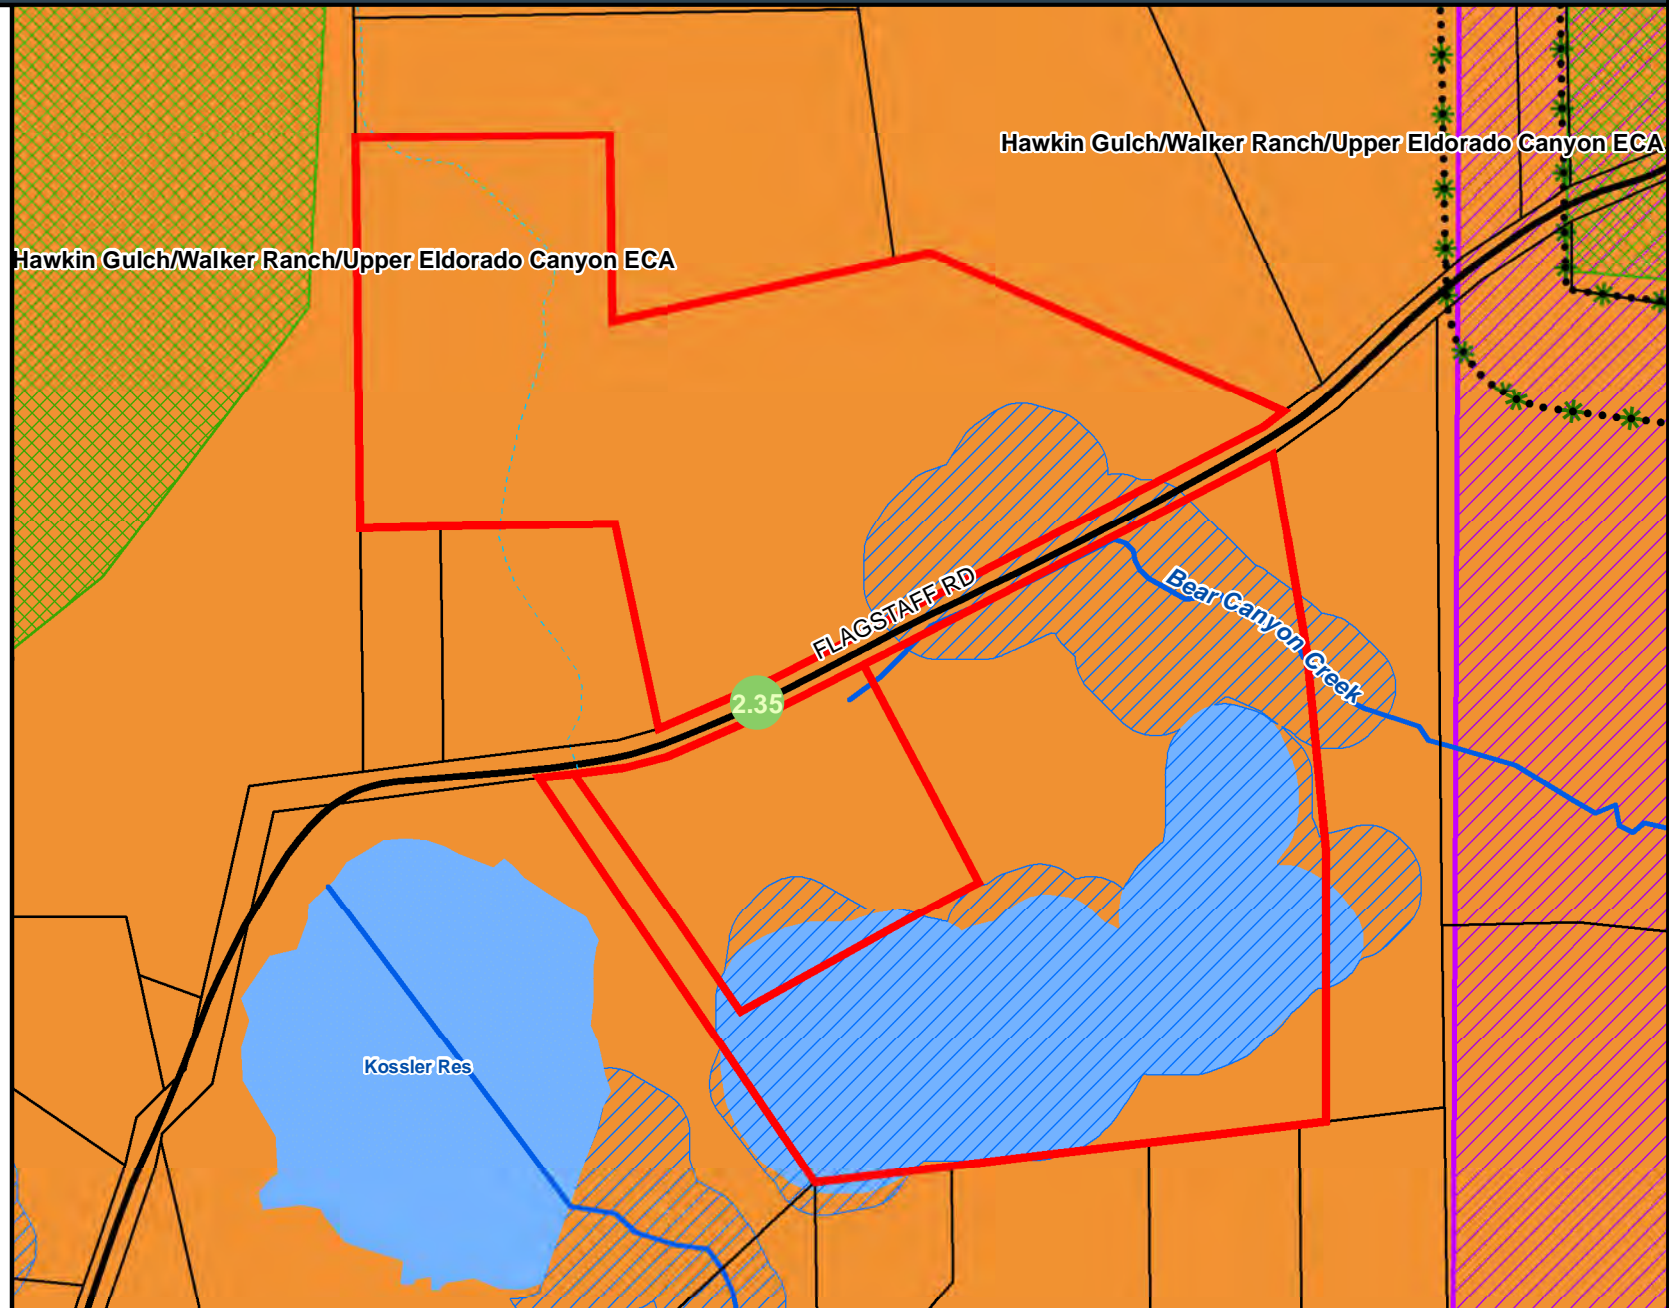 Hawkin Gulch/Walker Ranch/Upper Eldorado Canyon ECA
Hawkin Gulch/Walker Ranch/Upper Eldorado Canyon ECA
Bear Canyon Creek
FLAGSTAFF RD
2.35
Kossler Res